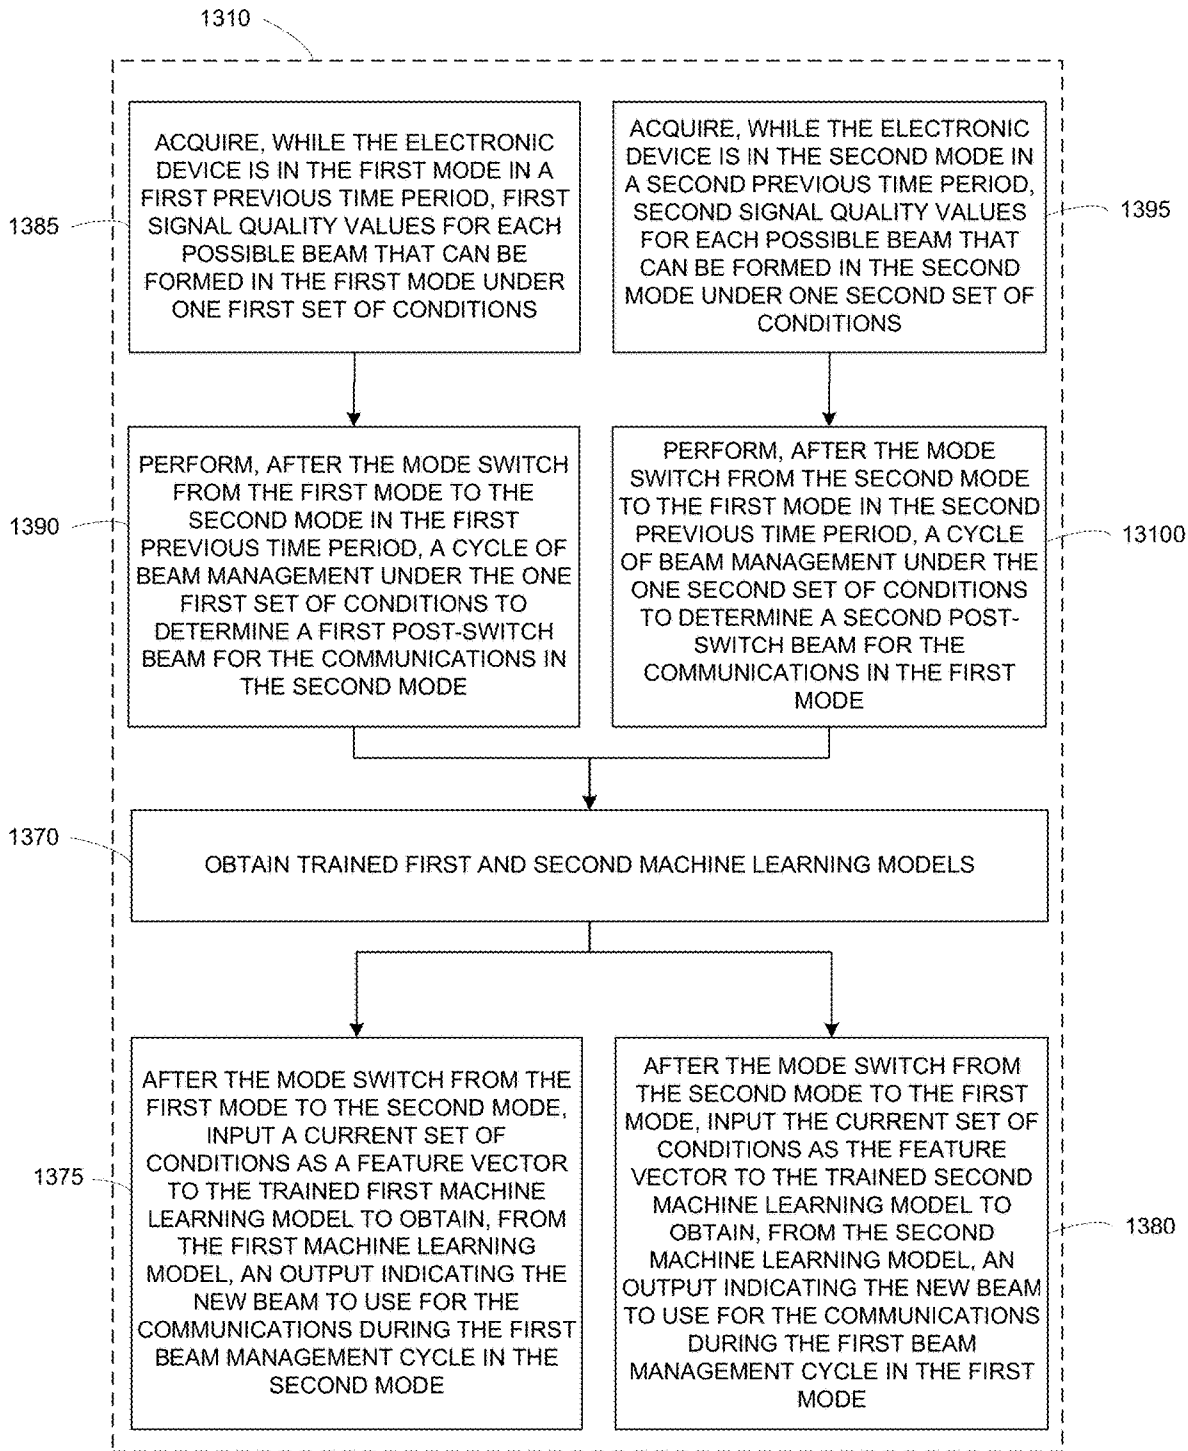 1310
1385
ACQUIRE, WHILE THE ELECTRONIC
DEVICE IS IN THE FIRST MODE IN A
FIRST PREVIOUS TIME PERIOD, FIRST
SIGNAL QUALITY VALUES FOR EACH
POSSIBLE BEAM THAT CAN BE
FORMED IN THE FIRST MODE UNDER
ONE FIRST SET OF CONDITIONS
ACQUIRE, WHILE THE ELECTRONIC
DEVICE IS IN THE SECOND MODE IN
A SECOND PREVIOUS TIME PERIOD,
SECOND SIGNAL QUALITY VALUES
FOR EACH POSSIBLE BEAM THAT
CAN BE FORMED IN THE SECOND
MODE UNDER ONE SECOND SET OF
CONDITIONS
1395
1390
PERFORM, AFTER THE MODE SWITCH
FROM THE FIRST MODE TO THE
SECOND MODE IN THE FIRST
PREVIOUS TIME PERIOD, A CYCLE OF
BEAM MANAGEMENT UNDER THE ONE
FIRST SET OF CONDITIONS TO
DETERMINE A FIRST POST-SWITCH
BEAM FOR THE COMMUNICATIONS IN
THE SECOND MODE
PERFORM, AFTER THE MODE
SWITCH FROM THE SECOND MODE
TO THE FIRST MODE IN THE SECOND
PREVIOUS TIME PERIOD, A CYCLE
OF BEAM MANAGEMENT UNDER THE
ONE SECOND SET OF CONDITIONS
TO DETERMINE A SECOND POST-
SWITCH BEAM FOR THE
COMMUNICATIONS IN THE FIRST
MODE
13100
1370
OBTAIN TRAINED FIRST AND SECOND MACHINE LEARNING MODELS
1375
AFTER THE MODE SWITCH FROM THE
FIRST MODE TO THE SECOND MODE,
INPUT A CURRENT SET OF
CONDITIONS AS A FEATURE VECTOR
TO THE TRAINED FIRST MACHINE
LEARNING MODEL TO OBTAIN, FROM
THE FIRST MACHINE LEARNING
MODEL, AN OUTPUT INDICATING THE
NEW BEAM TO USE FOR THE
COMMUNICATIONS DURING THE FIRST
BEAM MANAGEMENT CYCLE IN THE
SECOND MODE
AFTER THE MODE SWITCH FROM
THE SECOND MODE TO THE FIRST
MODE, INPUT THE CURRENT SET OF
CONDITIONS AS THE FEATURE
VECTOR TO THE TRAINED SECOND
MACHINE LEARNING MODEL TO
OBTAIN, FROM THE SECOND
MACHINE LEARNING MODEL, AN
OUTPUT INDICATING THE NEW BEAM
TO USE FOR THE COMMUNICATIONS
DURING THE FIRST BEAM
MANAGEMENT CYCLE IN THE FIRST
MODE
1380